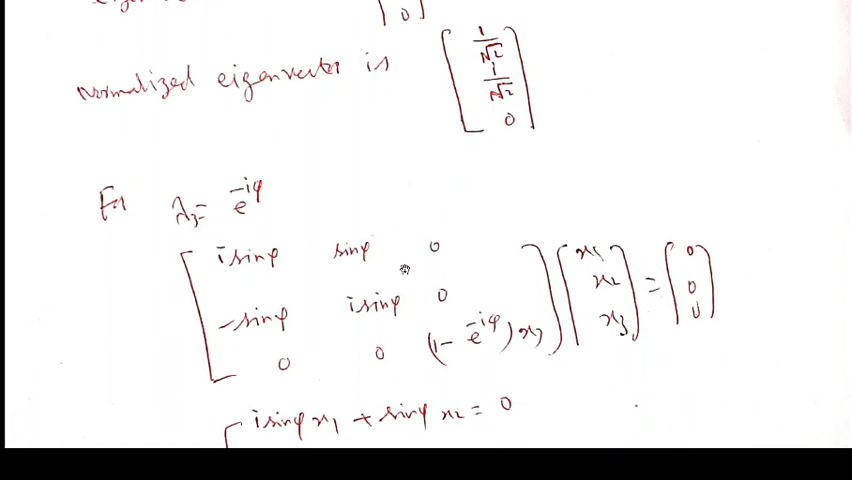 0 ]
normalized eigenvector is [ 1/√2
1/√2
0 ]
For λ3= e^{-iφ}
[ i sinφ sinφ 0 ] [ x1 ] = [ 0 ]
-sinφ i sinφ 0 x2 0
0 0 (1- e^{-iφ}) x3 x3 0
[ i sinφ x1 + sinφ x2 = 0